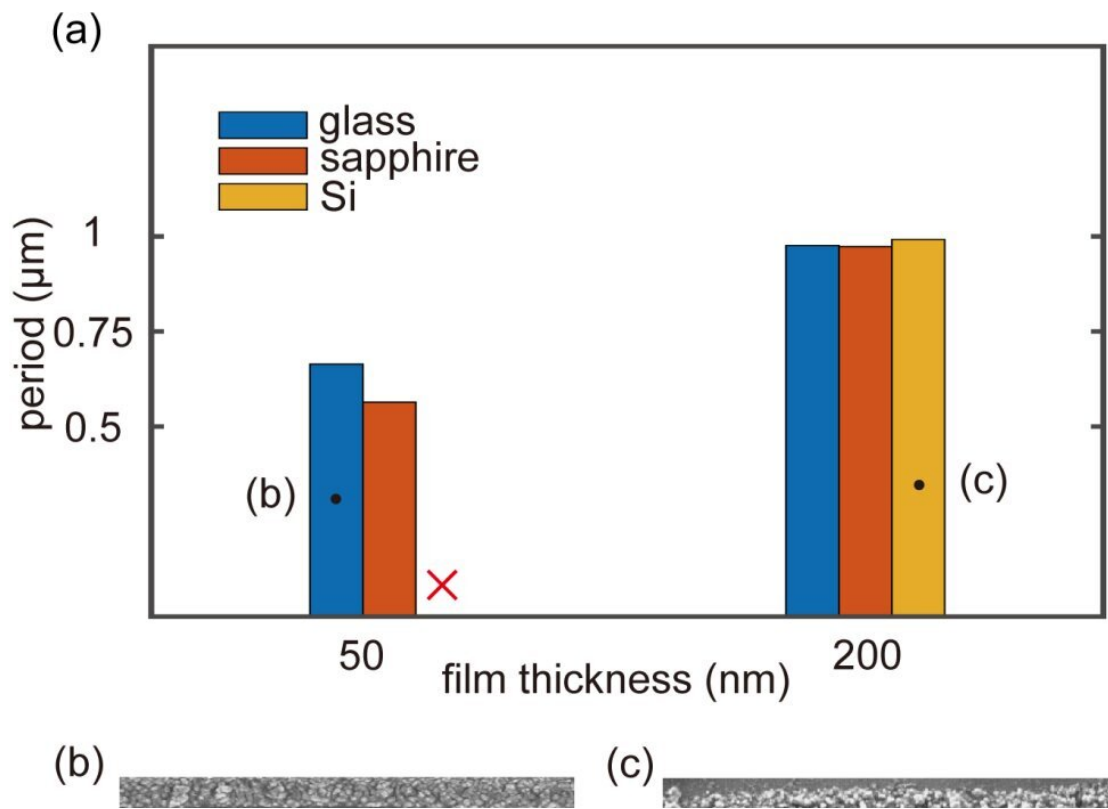 (a)
glass
sapphire
Si
1
0.75
0.5
period (µm)
(b)
(c)
50
200
film thickness (nm)
(b)
(c)